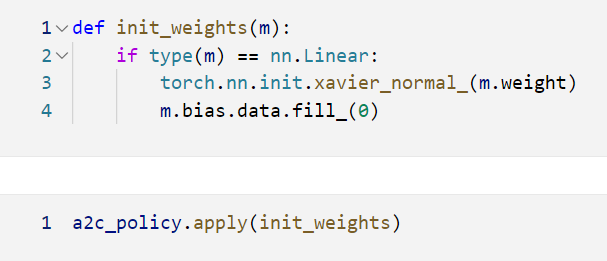 1 def init_weights(m):
2     if type(m) == nn.Linear:
3         torch.nn.init.xavier_normal_(m.weight)
4         m.bias.data.fill_(0)
1 a2c_policy.apply(init_weights)